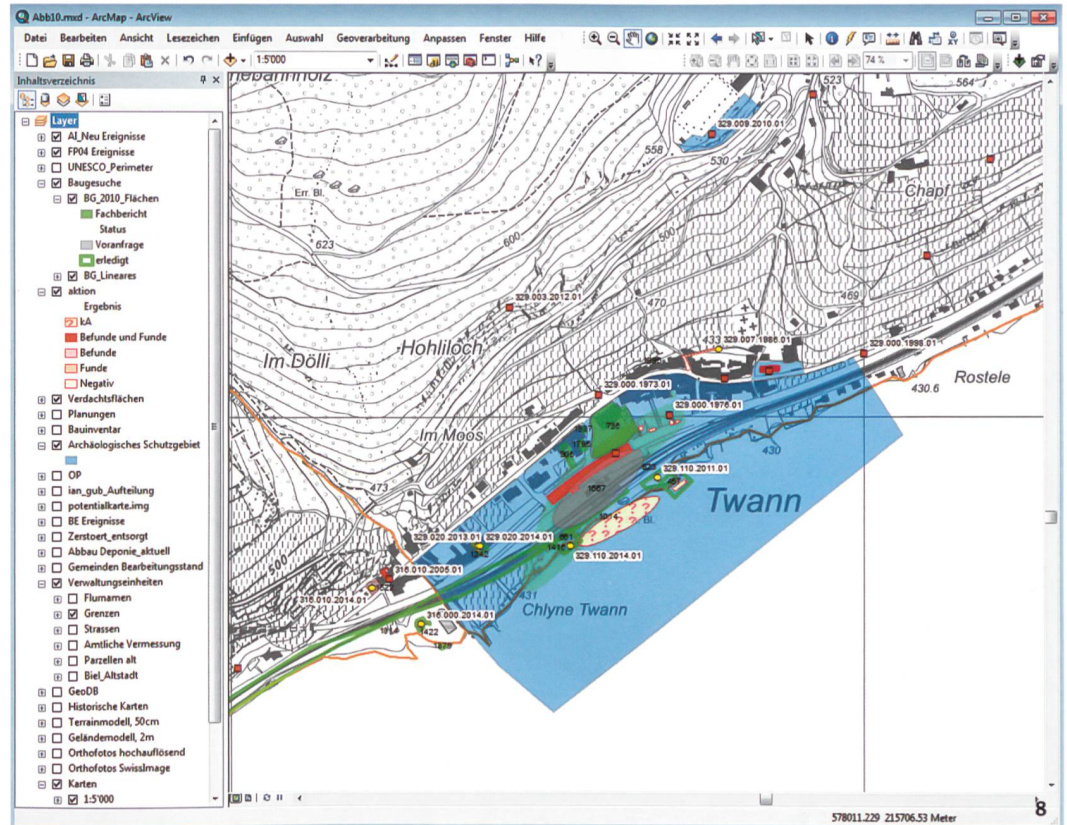 Abb10.mxd - ArcMap - ArcView
Datei Bearbeiten Ansicht Lesezeichen Einfügen Auswahl Geoverarbeitung Anpassen Fenster Hilfe
1:5'000
74 %
Inhaltsverzeichnis
Layer
AI_Neu Ereignisse
FP04 Ereignisse
UNESCO_Perimeter
Baugesuche
BG_2010_Flächen
Fachbericht
Status
Voranfrage
erledigt
BG_Lineares
aktion
Ergebnis
kA
Befunde und Funde
Befunde
Funde
Negativ
Verdachtsflächen
Planungen
Bauinventar
Archäologisches Schutzgebiet
OP
ian_gub_Aufteilung
potentialkarte.img
BE Ereignisse
Zerstoert_entsorgt
Abbau Deponie_aktuell
Gemeinden Bearbeitungsstand
Verwaltungseinheiten
Flurnamen
Grenzen
Strassen
Amtliche Vermessung
Parzellen alt
Biel_Altstadt
GeoDB
Historische Karten
Terrainmodell, 50cm
Geländemodell, 2m
Orthofotos hochauflösend
Orthofotos SwissImage
Karten
1:5'000
523
564
329.009.2010.01
558
530
Chapf
Err. Bl.
623
600
500
469
470
329.003.2012.01
433
329.007.1986.01
329.000.1998.01
Im Dölli
Hohliloch
Rostele
430.6
329.000.1973.01
329.000.1976.01
Im Moos
430
329.110.2011.01
473
1667
Twann
Bl.
500
329.020.2013.01
329.020.2014.01
1342
329.110.2014.01
316.010.2005.01
316.010.2014.01
431
Chlyne Twann
316.000.2014.01
1422
578011.229 215706.53 Meter
8